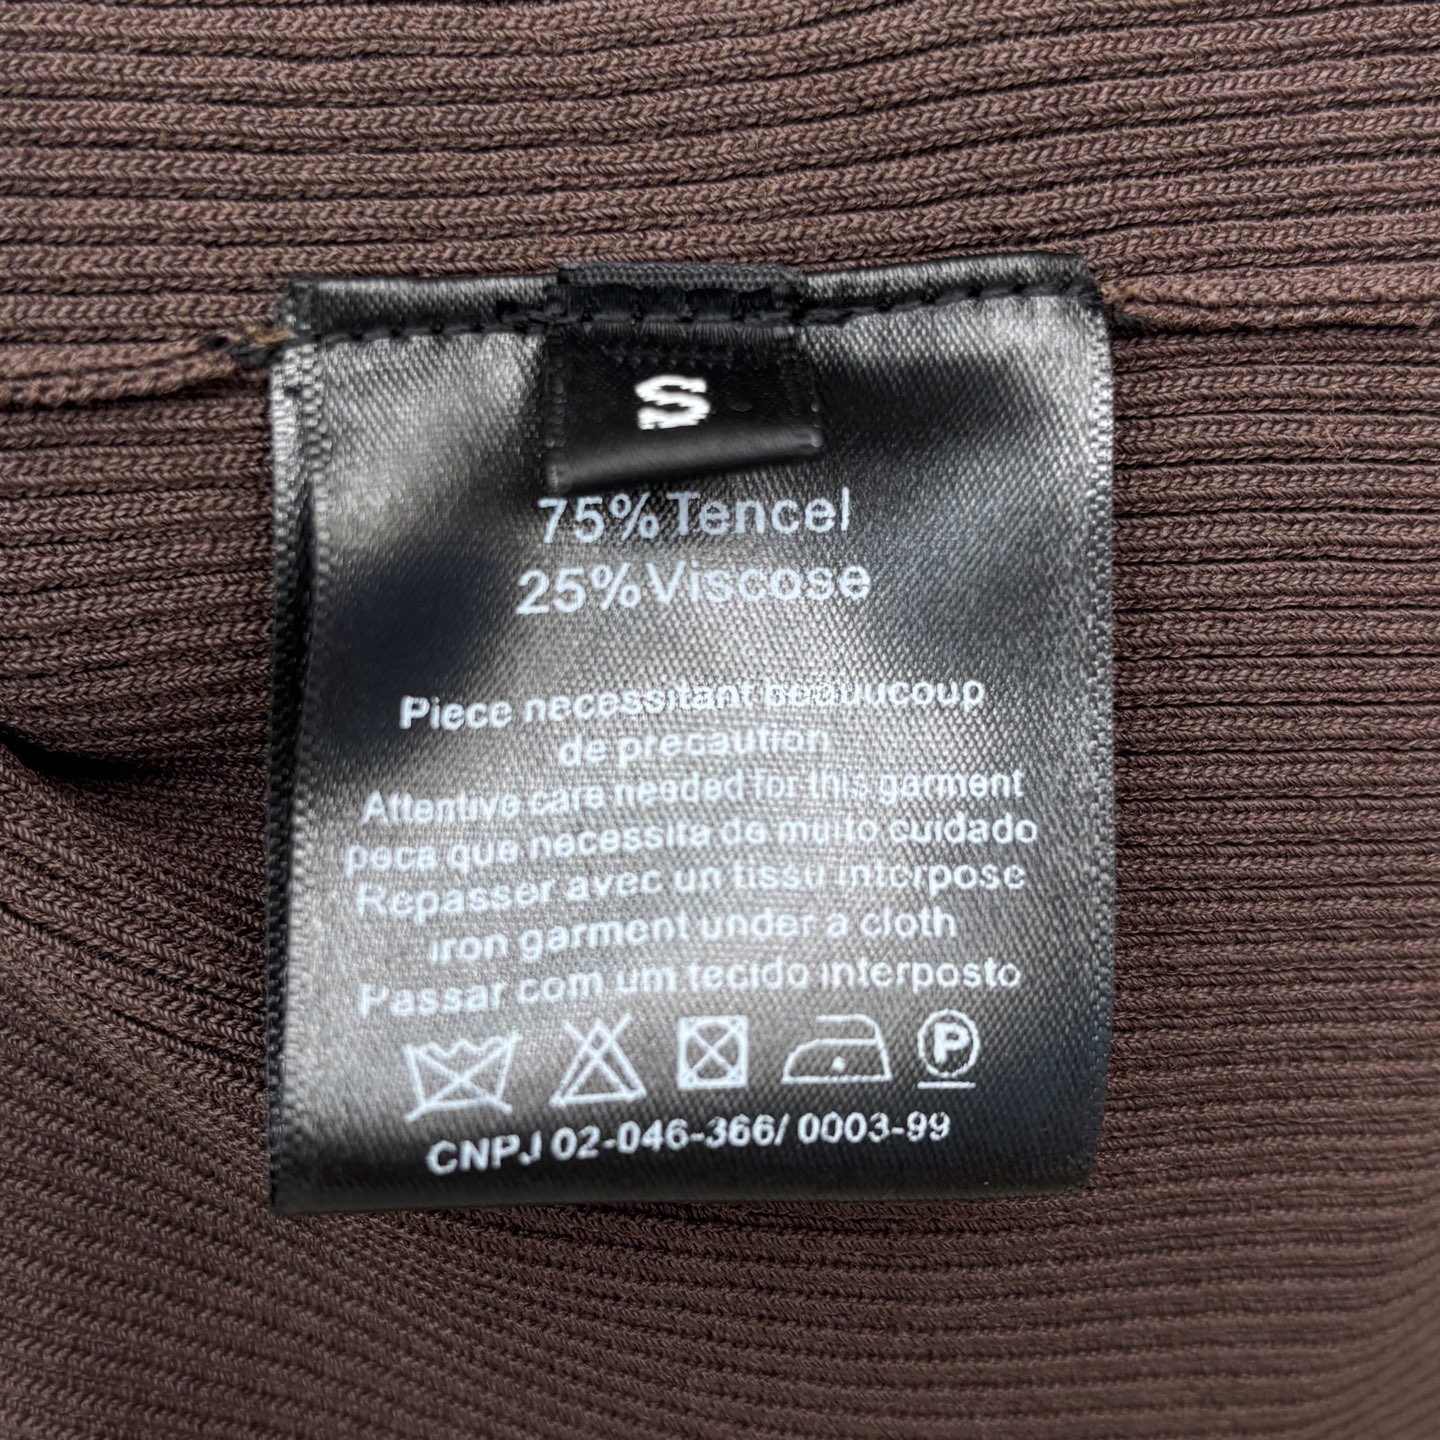 S
75%Tencel
25%Viscose
Piece necessitant beauucoup
de precaution
Attentive care needed for this garment
peca que necessita de muito cuidado
Repasser avec un tissu interpose
iron garment under a cloth
Passar com um tecido interposto
P
CNPJ 02-046-366/ 0003-99